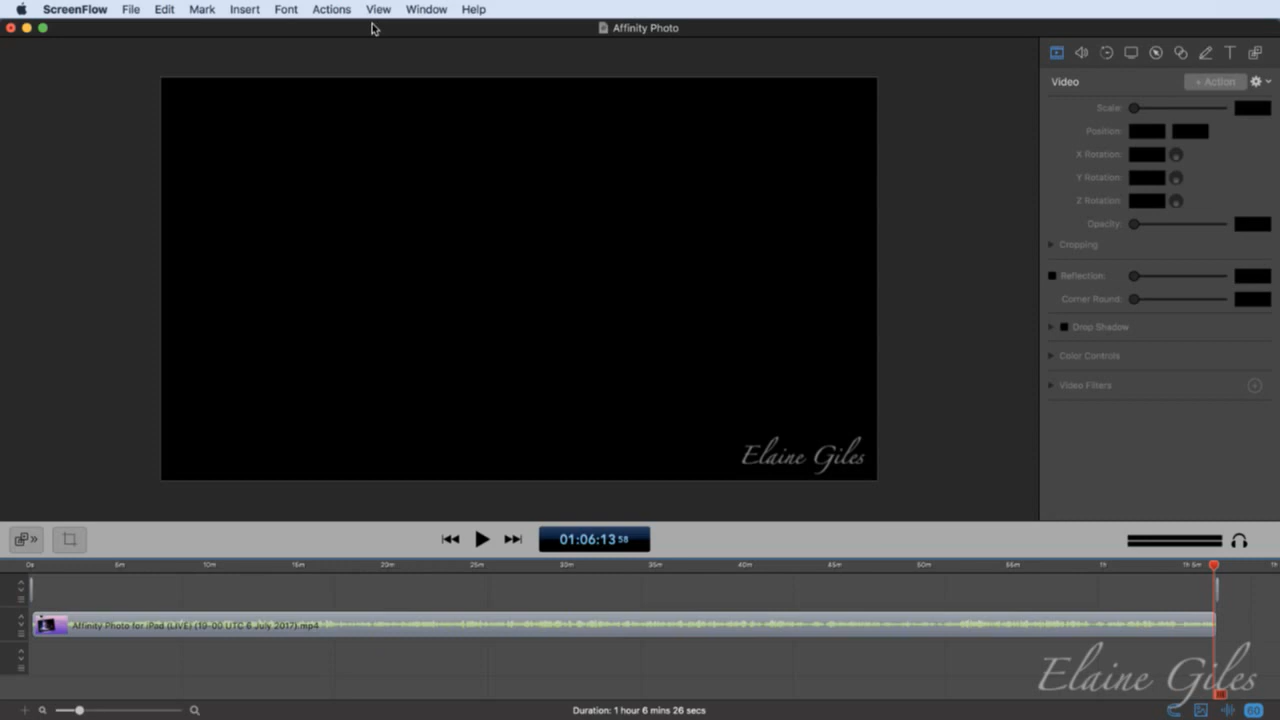 ScreenFlow File Edit Mark Insert Font Actions View Window Help
Affinity Photo
Video + Action
Scale:
Position:
X Rotation:
Y Rotation:
Z Rotation:
Opacity:
Cropping
Reflection:
Corner Round:
Drop Shadow
Color Controls
Video Filters
Elaine Giles
01:06:13 58
0s 5m 10m 15m 20m 25m 30m 35m 40m 45m 50m 55m 1h 1h 5m 1h
Affinity Photo for iPad (LIVE) (19-00 UTC 6 July 2017).mp4
Elaine Giles
Duration: 1 hour 6 mins 26 secs
60